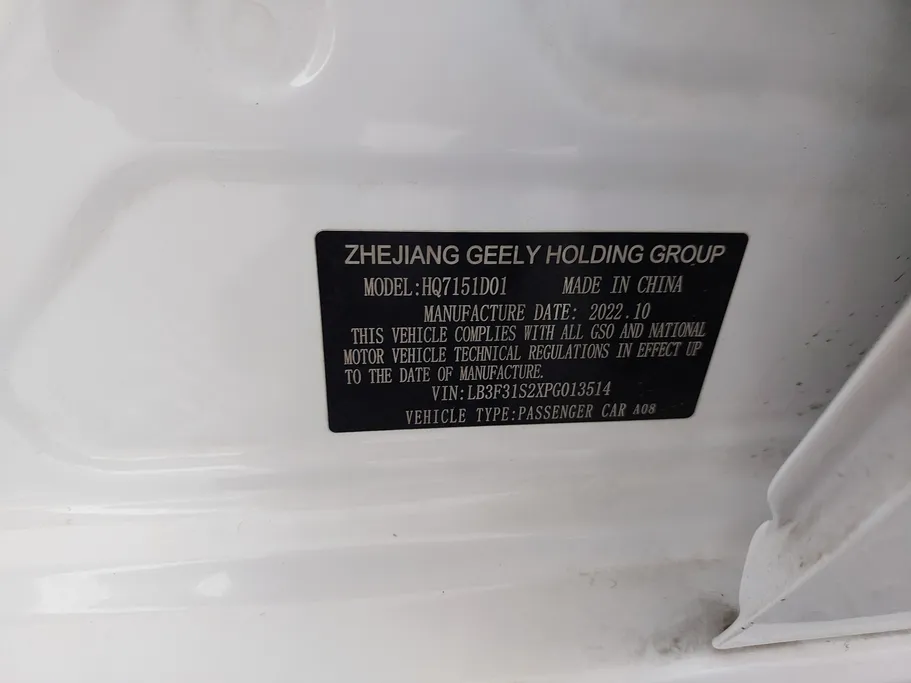 ZHEJIANG GEELY HOLDING GROUP
MODEL:HQ7151D01 MADE IN CHINA
MANUFACTURE DATE: 2022.10
THIS VEHICLE COMPLIES WITH ALL GSO AND NATIONAL
MOTOR VEHICLE TECHNICAL REGULATIONS IN EFFECT UP
TO THE DATE OF MANUFACTURE.
VIN:LB3F31S2XPG013514
VEHICLE TYPE:PASSENGER CAR A08